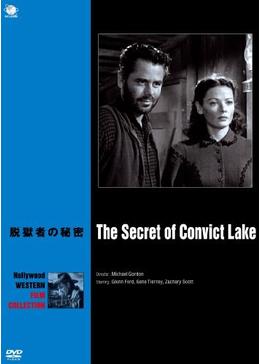 脱獄者の秘密
The Secret of Convict Lake
Director: Michael Gordon
Starring: Glenn Ford, Gene Tierney, Zachary Scott
Hollywood
WESTERN
FILM
COLLECTION
DVD
VIDEO